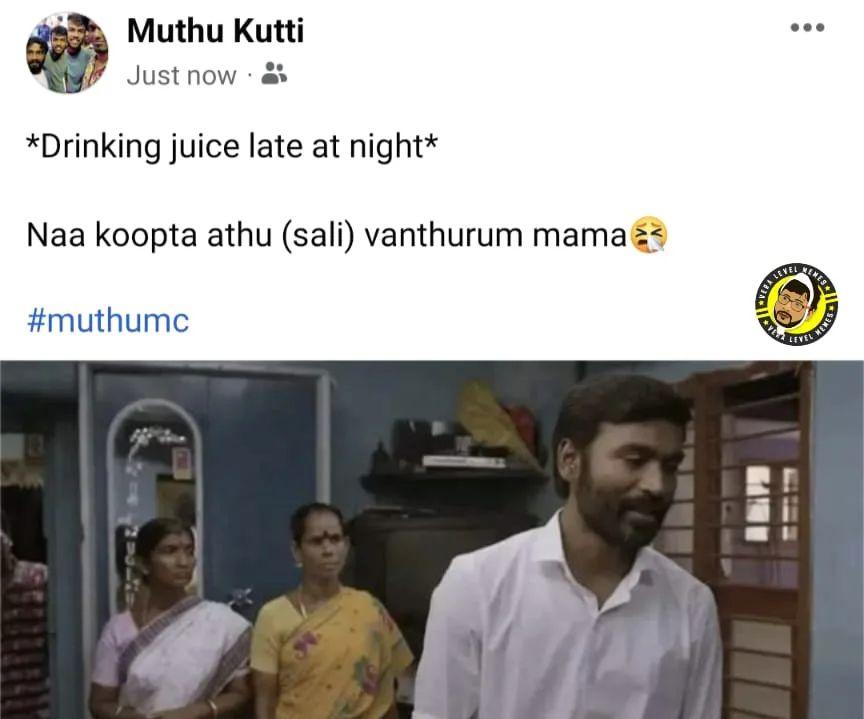 Muthu Kutti
Just now ·
*Drinking juice late at night*
Naa koopta athu (sali) vanthurum mama🤧
#muthumc
VERA LEVEL MEMES
VERA LEVEL MEMES